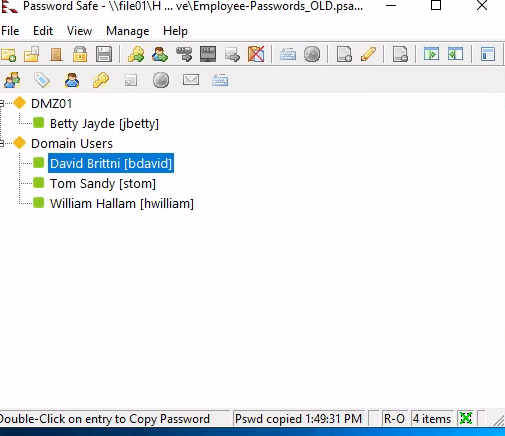 Password Safe - \\file01\H ... ve\Employee-Passwords_OLD.psa...
File Edit View Manage Help
DMZ01
Betty Jayde [jbetty]
Domain Users
David Brittni [bdavid]
Tom Sandy [stom]
William Hallam [hwilliam]
Double-Click on entry to Copy Password Pswd copied 1:49:31 PM R-O 4 items